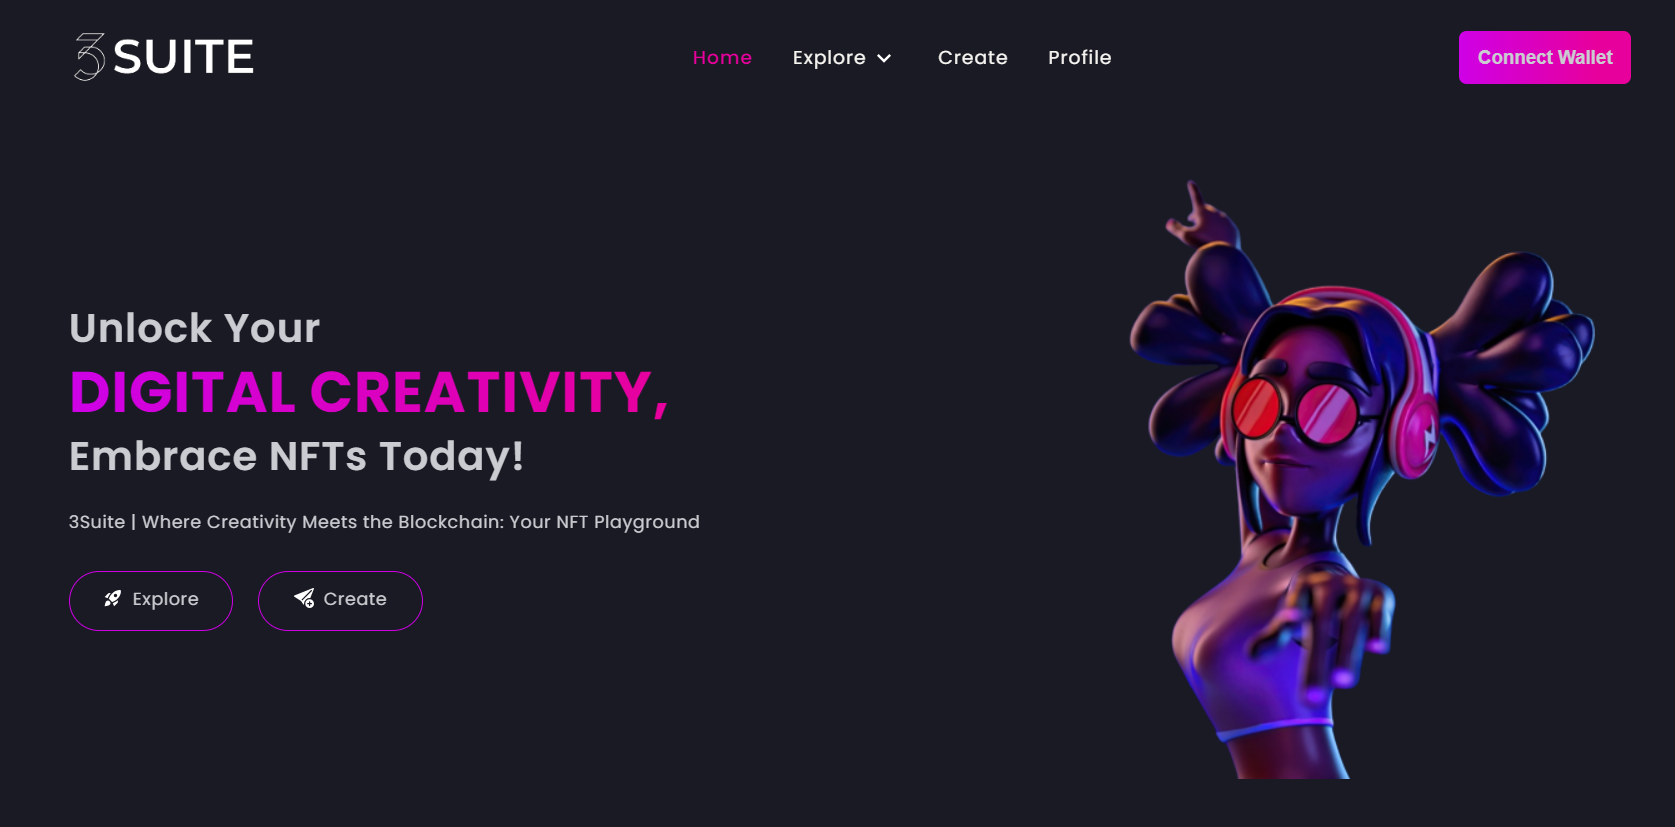 3SUITE
Home Explore Create Profile
Connect Wallet
Unlock Your
DIGITAL CREATIVITY,
Embrace NFTs Today!
3Suite | Where Creativity Meets the Blockchain: Your NFT Playground
Explore Create